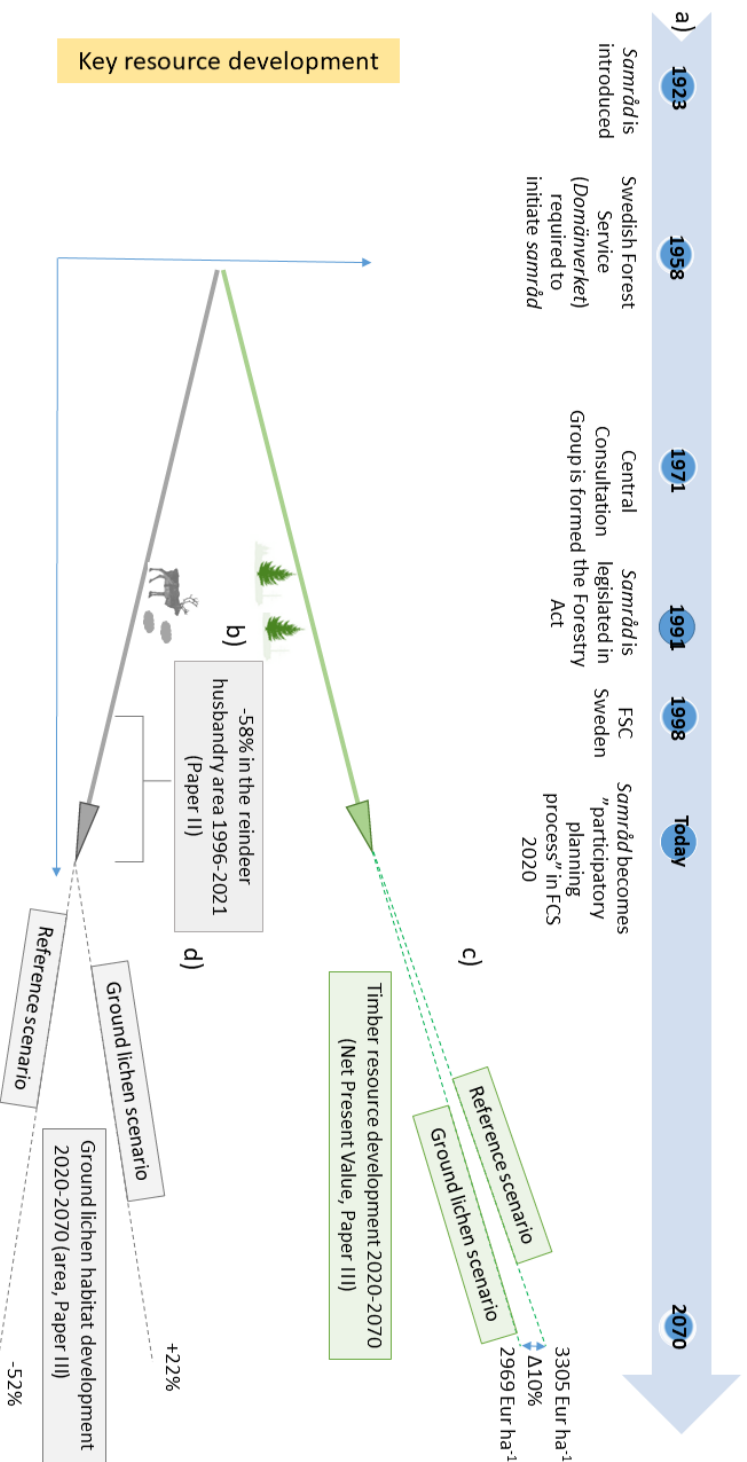 a)
1923
Samråd is
introduced
1958
Swedish Forest
Service
(Domänverket)
required to
initiate samråd
1971
Central
Consultation
Group is formed
1991
Samråd is
legislated in
the Forestry
Act
1998
FSC
Sweden
Today
Samråd becomes
”participatory
planning
process” in FCS
2020
2070
Key resource development
b)
-58% in the reindeer
husbandry area 1996-2021
(Paper II)
c)
Timber resource development 2020-2070
(Net Present Value, Paper III)
Reference scenario
Ground lichen scenario
3305 Eur ha⁻¹
Δ10%
2969 Eur ha⁻¹
d)
Ground lichen scenario
Reference scenario
Ground lichen habitat development
2020-2070 (area, Paper III)
+22%
-52%